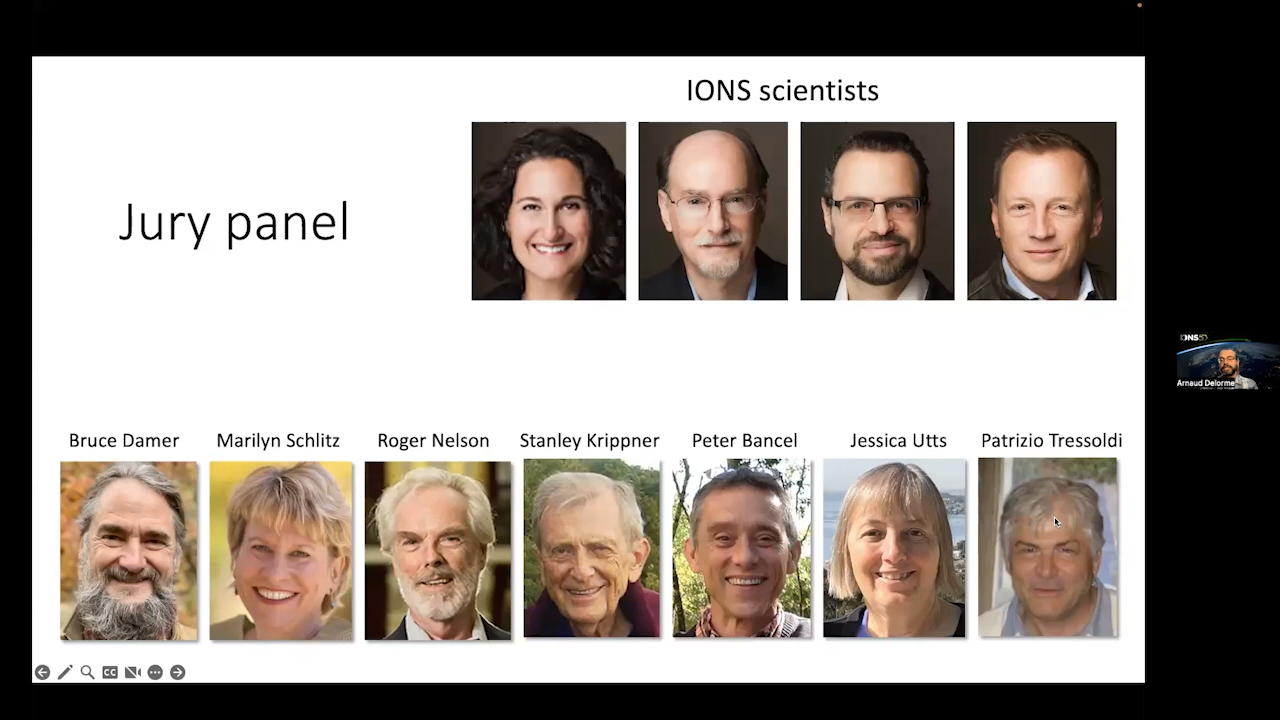 IONS scientists
Jury panel
Bruce Damer
Marilyn Schlitz
Roger Nelson
Stanley Krippner
Peter Bancel
Jessica Utts
Patrizio Tressoldi
Arnaud Delorme
CC